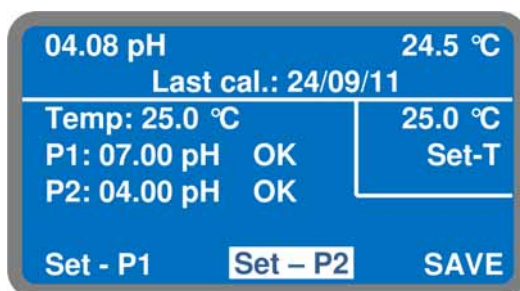 04.08 pH 24.5 °C
Last cal.: 24/09/11
Temp: 25.0 °C 25.0 °C
P1: 07.00 pH OK Set-T
P2: 04.00 pH OK
Set - P1 Set – P2 SAVE